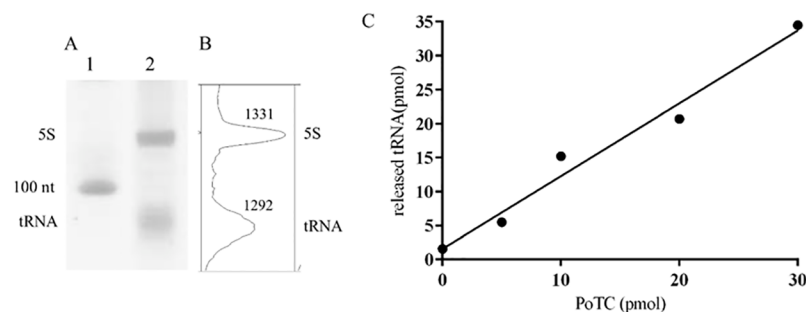 A
B
C
1 2
5S
100 nt
tRNA
1331
1292
5S
tRNA
released tRNA(pmol)
35
30
25
20
15
10
5
0
0 10 20 30
PoTC (pmol)